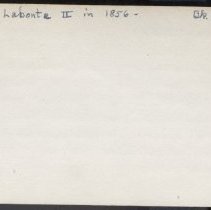 Labonte II in 1856-